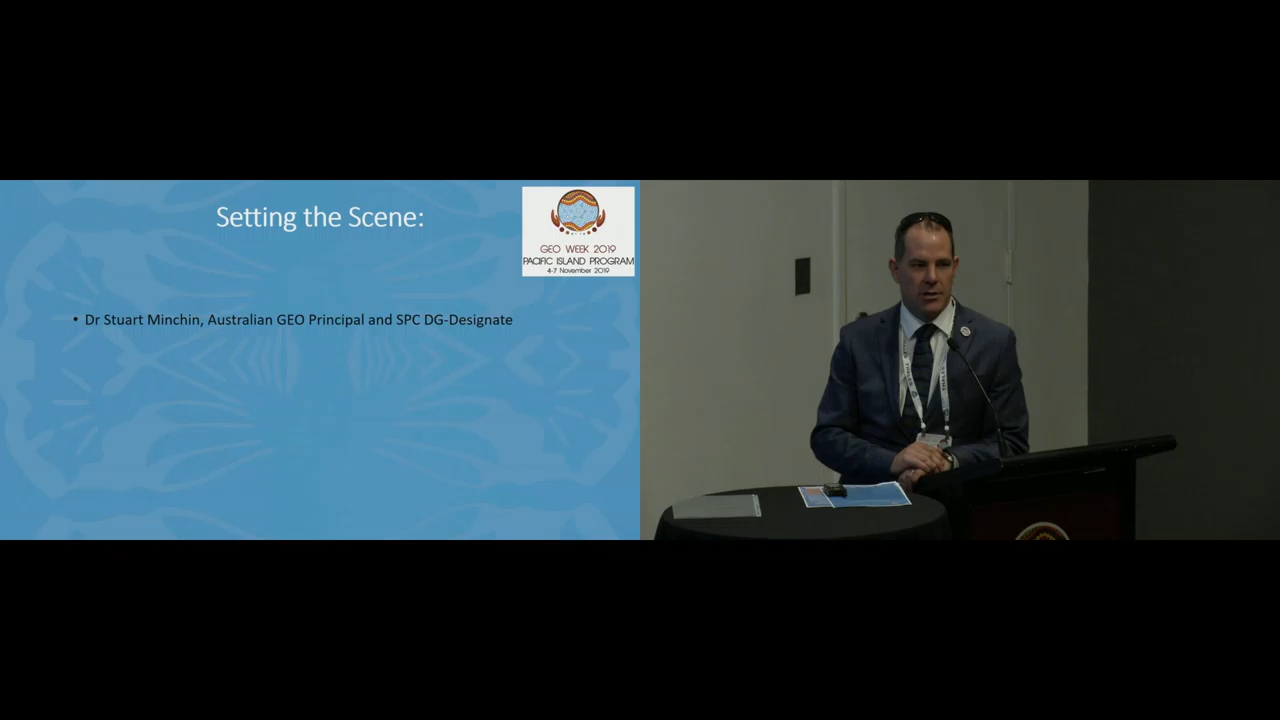 Setting the Scene:
GEO WEEK 2019
PACIFIC ISLAND PROGRAM
4-7 November 2019
• Dr Stuart Minchin, Australian GEO Principal and SPC DG-Designate